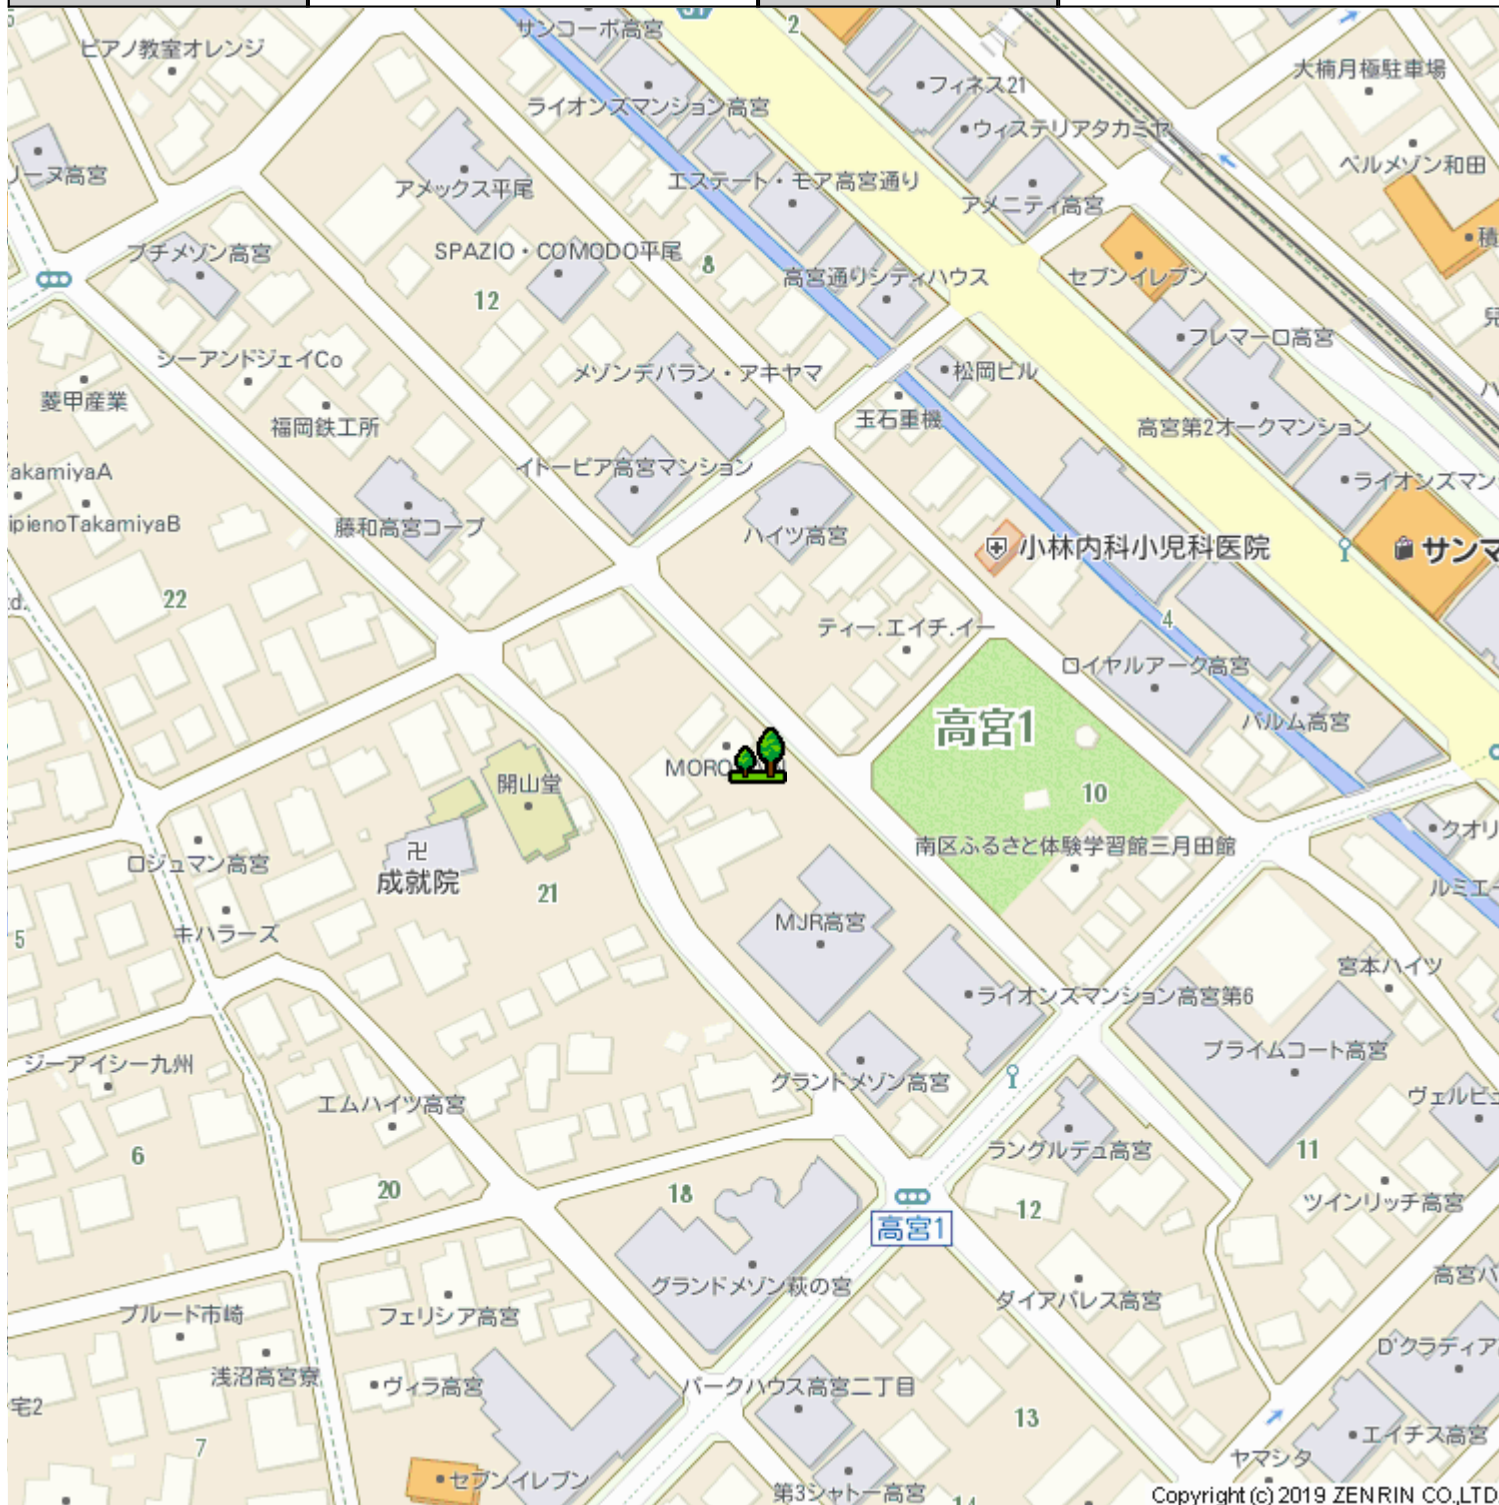 サンコーポ高宮
2
ピアノ教室オレンジ
大楠月極駐車場
フィネス21
ライオンズマンション高宮
ウィステリアタカミヤ
ベルメゾン和田
リーヌ高宮
アメックス平尾
エステート・モア高宮通り
アメニティ高宮
積
プチメゾン高宮
SPAZIO・COMODO平尾
8
高宮通りシティハウス
セブンイレブン
12
フレマーロ高宮
シーアンドジェイCo
メゾンデバラン・アキヤマ
松岡ビル
菱甲産業
玉石重機
福岡鉄工所
高宮第2オークマンション
イトーピア高宮マンション
akamiyaA
ライオンズマン
ipienoTakamiyaB
藤和高宮コープ
ハイツ高宮
小林内科小児科医院
サンマ
22
4
ティー.エイチ.イー
ロイヤルアーク高宮
高宮1
パルム高宮
MORO
開山堂
10
クオリ
南区ふるさと体験学習館三月田館
ロジュマン高宮
卍
成就院
21
ルミエー
MJR高宮
5
キハラーズ
宮本ハイツ
ライオンズマンション高宮第6
ジーアイシー九州
プライムコート高宮
グランドメゾン高宮
エムハイツ高宮
ヴェルビュ
ラングルデュ高宮
6
11
20
18
12
ツインリッチ高宮
高宮1
高宮パ
グランドメゾン萩の宮
ダイアパレス高宮
ブルード市崎
フェリシア高宮
D'クラディア
浅沼高宮寮
ヴィラ高宮
パークハウス高宮二丁目
宅2
13
7
エイチス高宮
ヤマシタ
セブンイレブン
第3シャトー高宮
14
Copyright (c) 2019 ZENRIN CO.,LTD